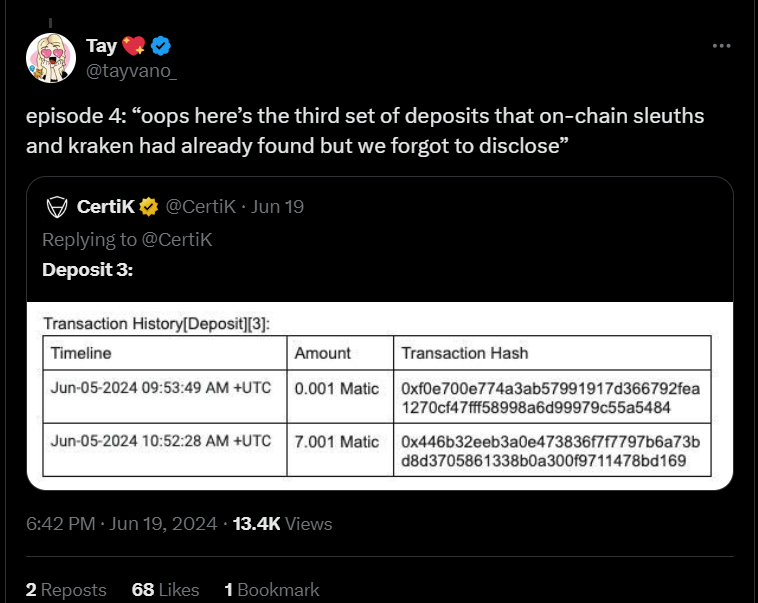 Tay 💖
@tayvano_
episode 4: “oops here’s the third set of deposits that on-chain sleuths
and kraken had already found but we forgot to disclose”
CertiK @CertiK · Jun 19
Replying to @CertiK
Deposit 3:
Transaction History[Deposit][3]:
Timeline Amount Transaction Hash
Jun-05-2024 09:53:49 AM +UTC 0.001 Matic 0xf0e700e774a3ab57991917d366792fea
1270cf47fff58998a6d99979c55a5484
Jun-05-2024 10:52:28 AM +UTC 7.001 Matic 0x446b32eeb3a0e473836f7f7797b6a73b
d8d3705861338b0a300f9711478bd169
6:42 PM · Jun 19, 2024 · 13.4K Views
2 Reposts 68 Likes 1 Bookmark